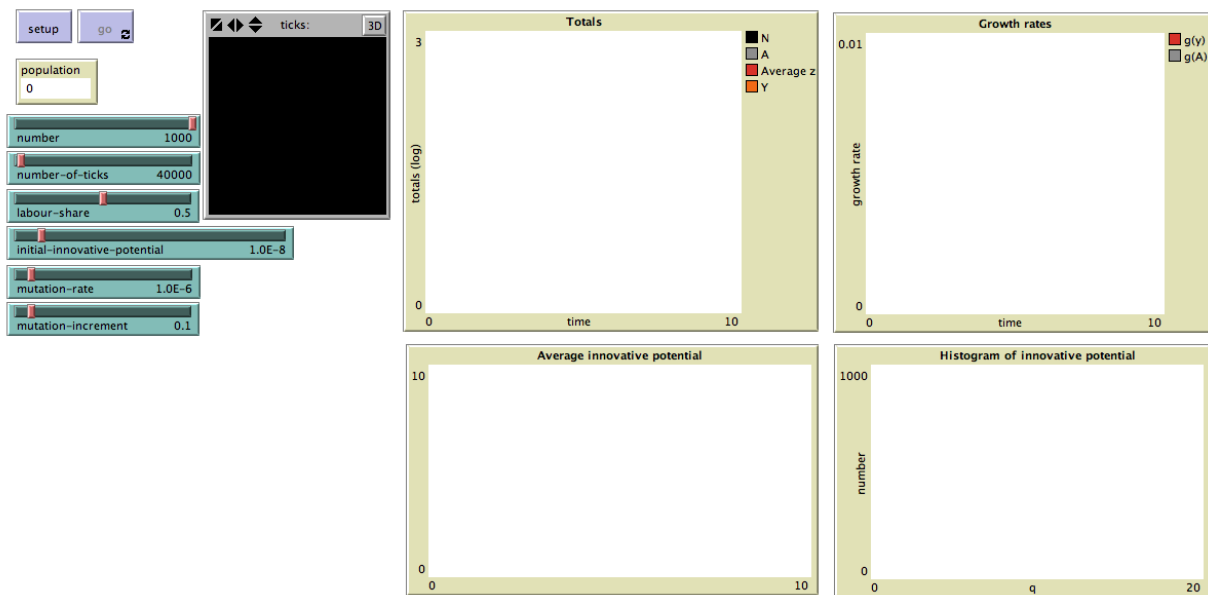 setup
go
ticks:
3D
population
0
number 1000
number-of-ticks 40000
labour-share 0.5
initial-innovative-potential 1.0E-8
mutation-rate 1.0E-6
mutation-increment 0.1
Totals
3
totals (log)
0
0 time 10
N
A
Average z
Y
Growth rates
0.01
growth rate
0
0 time 10
g(y)
g(A)
Average innovative potential
10
0
0 10
Histogram of innovative potential
1000
number
0
0 q 20